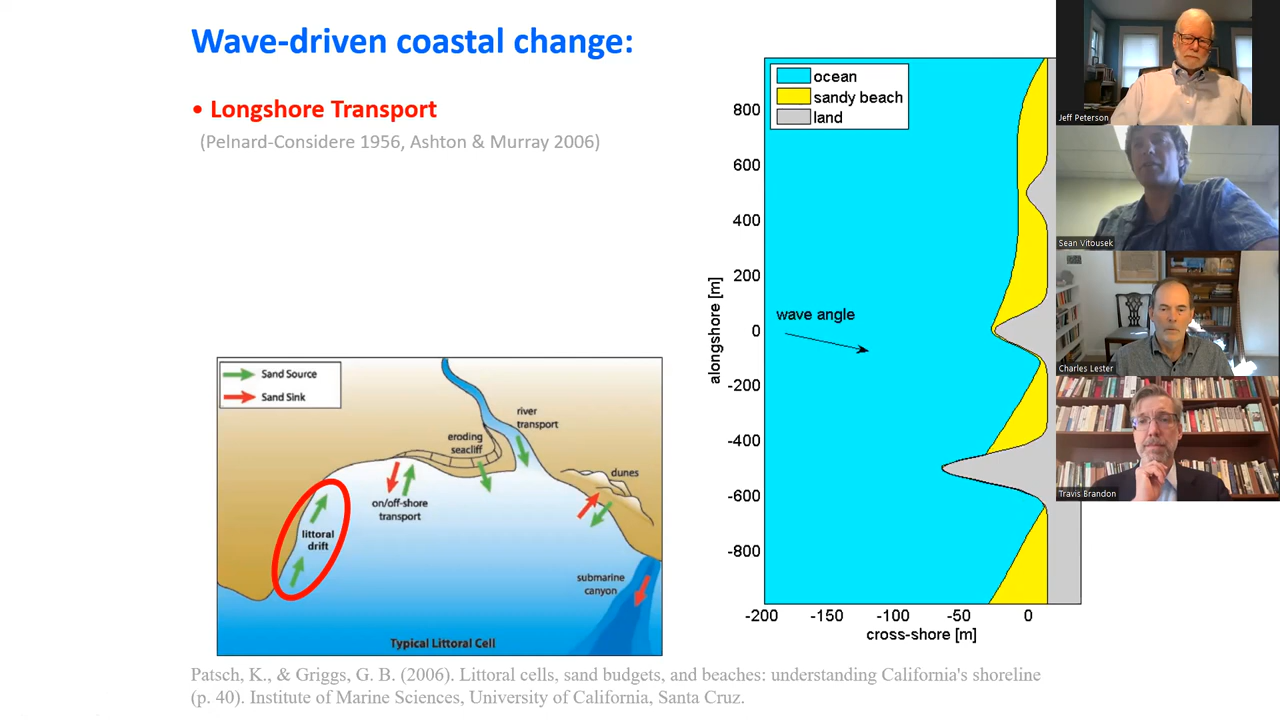 Wave-driven coastal change:
• Longshore Transport
(Pelnard-Considere 1956, Ashton & Murray 2006)
Sand Source
Sand Sink
river
transport
eroding
seacliff
dunes
on/off-shore
transport
littoral
drift
submarine
canyon
Typical Littoral Cell
Patsch, K., & Griggs, G. B. (2006). Littoral cells, sand budgets, and beaches: understanding California's shoreline
(p. 40). Institute of Marine Sciences, University of California, Santa Cruz.
ocean
sandy beach
land
wave angle
alongshore [m]
800
600
400
200
0
-200
-400
-600
-800
-200
-150
-100
-50
0
cross-shore [m]
Jeff Peterson
Sean Vitousek
Charles Lester
Travis Brandon